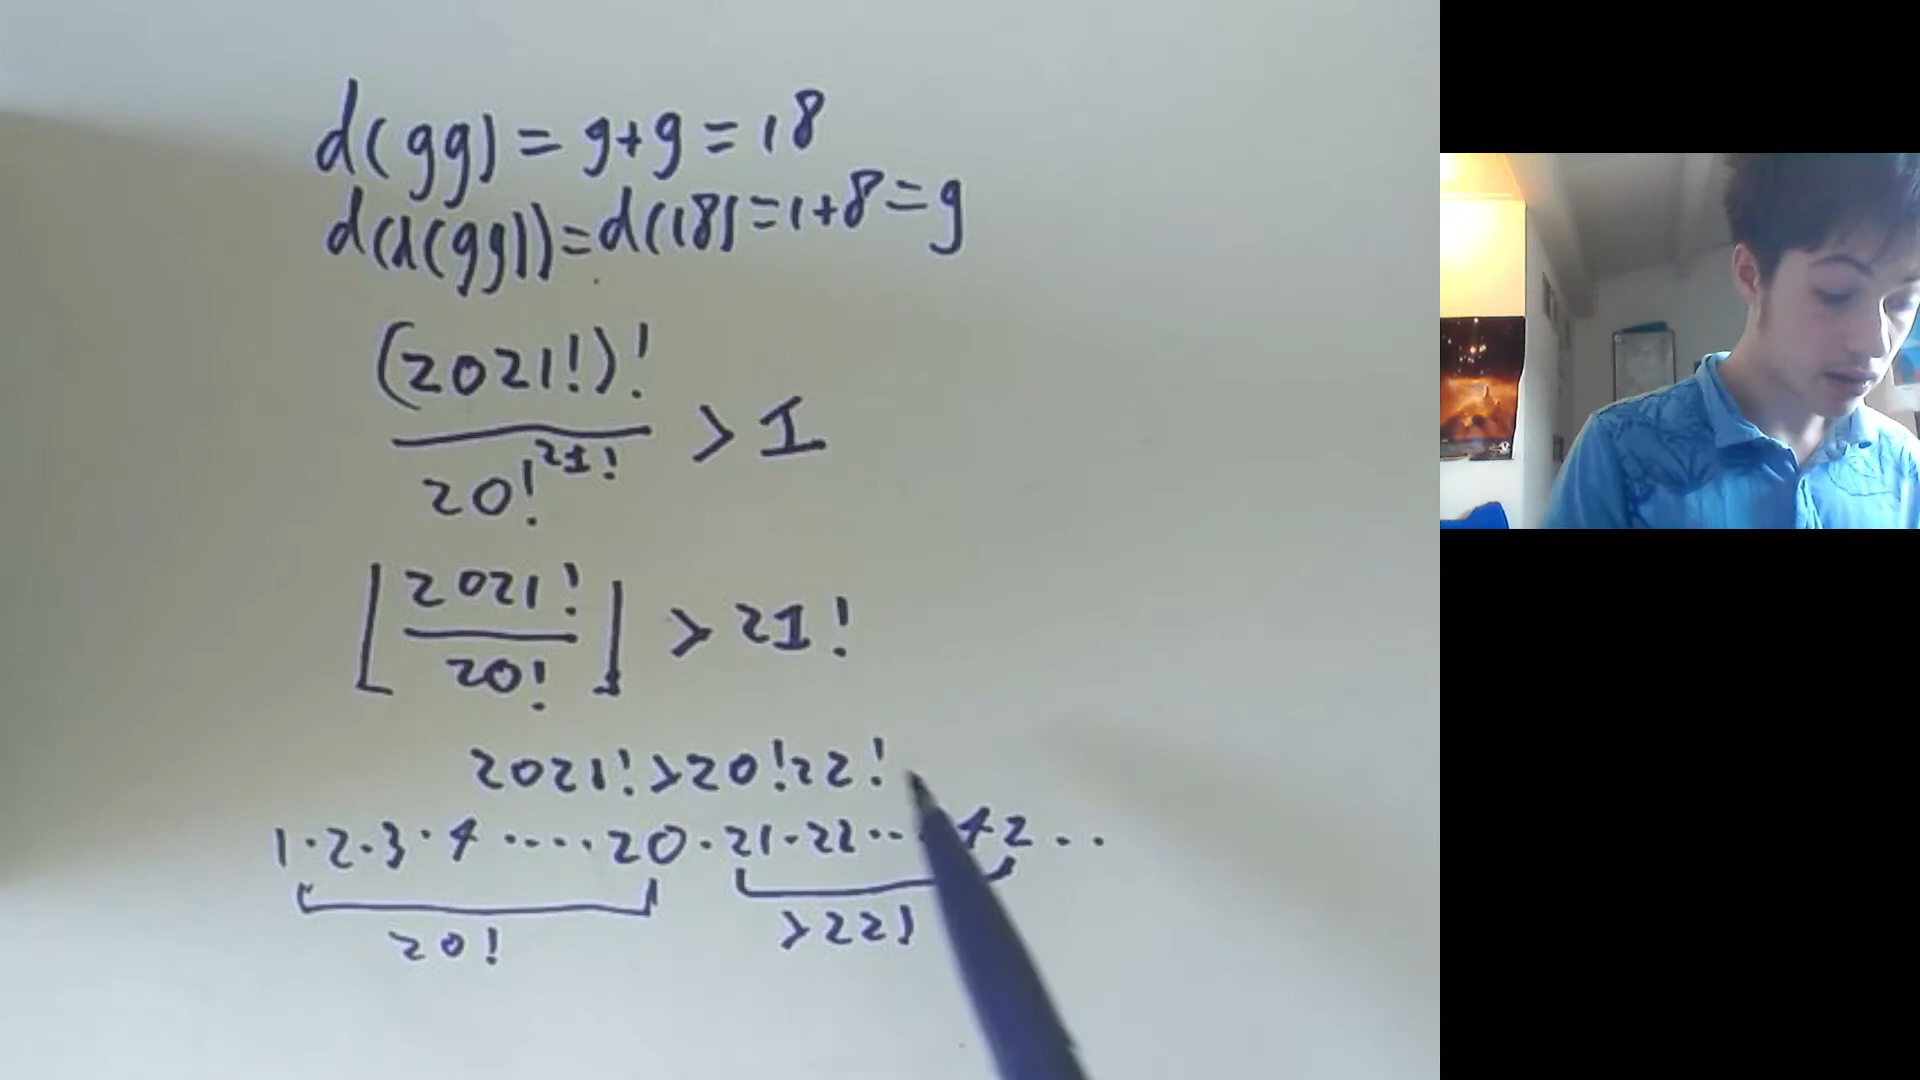 d(99) = 9+9 = 18
d(d(99)) = d(18) = 1+8 = 9
(2021!)!
20!^21! > 1
⌊2021!
20!⌋ > 21!
2021! > 20!22!
1·2·3·4·····20·21·22···42··
20! >22!